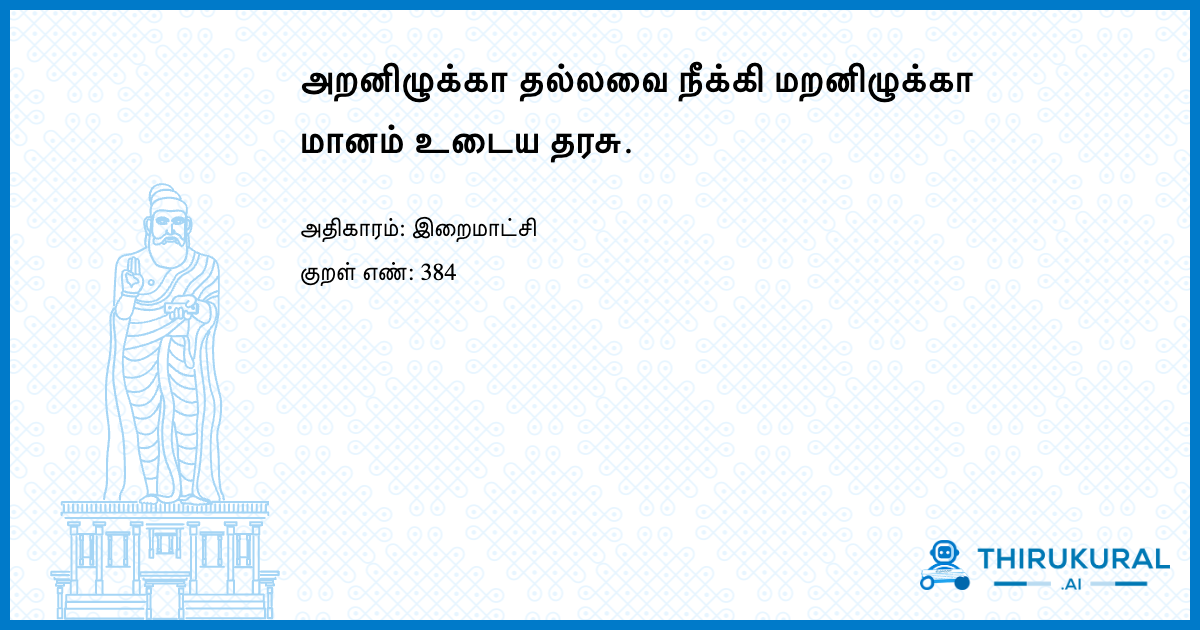 அறனிழுக்கா தல்லவை நீக்கி மறனிழுக்கா
மானம் உடைய தரசு.
அதிகாரம்: இறைமாட்சி
குறள் எண்: 384
THIRUKURAL
.AI